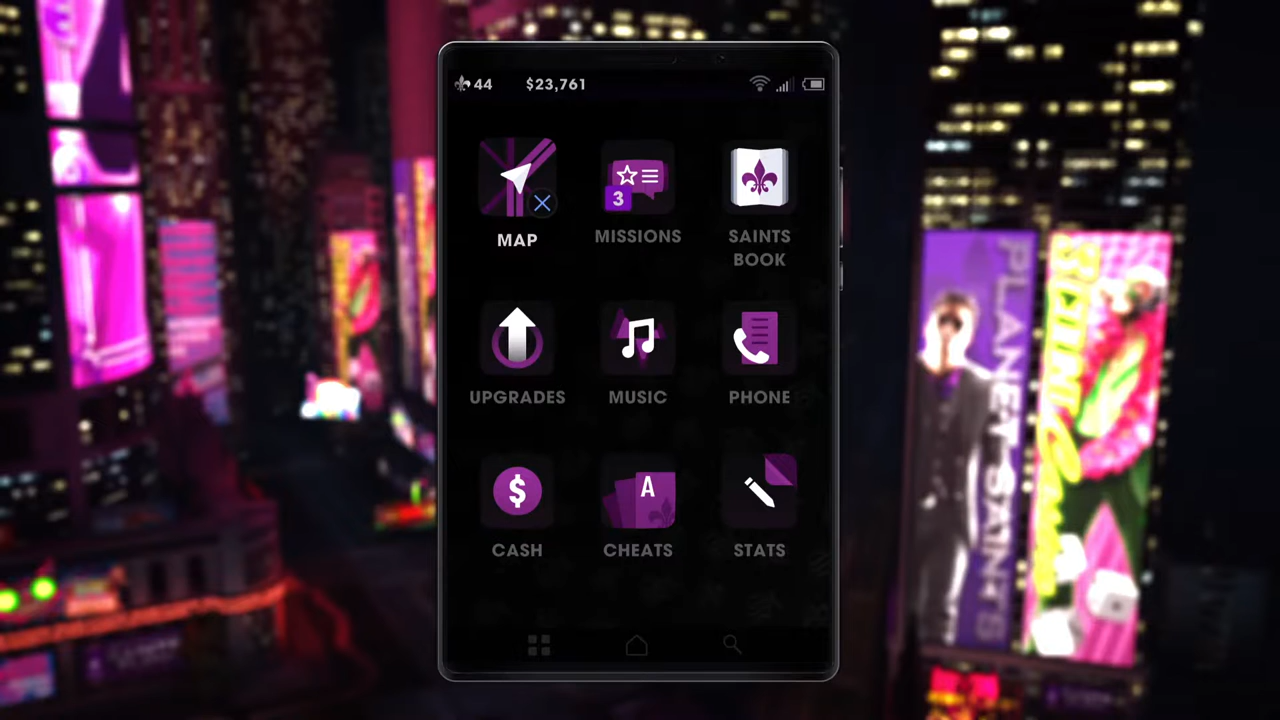 44 $23,761
MAP
3
MISSIONS
SAINTS
BOOK
UPGRADES
MUSIC
PHONE
$
CASH
A
CHEATS
STATS
PLANET SAINTS